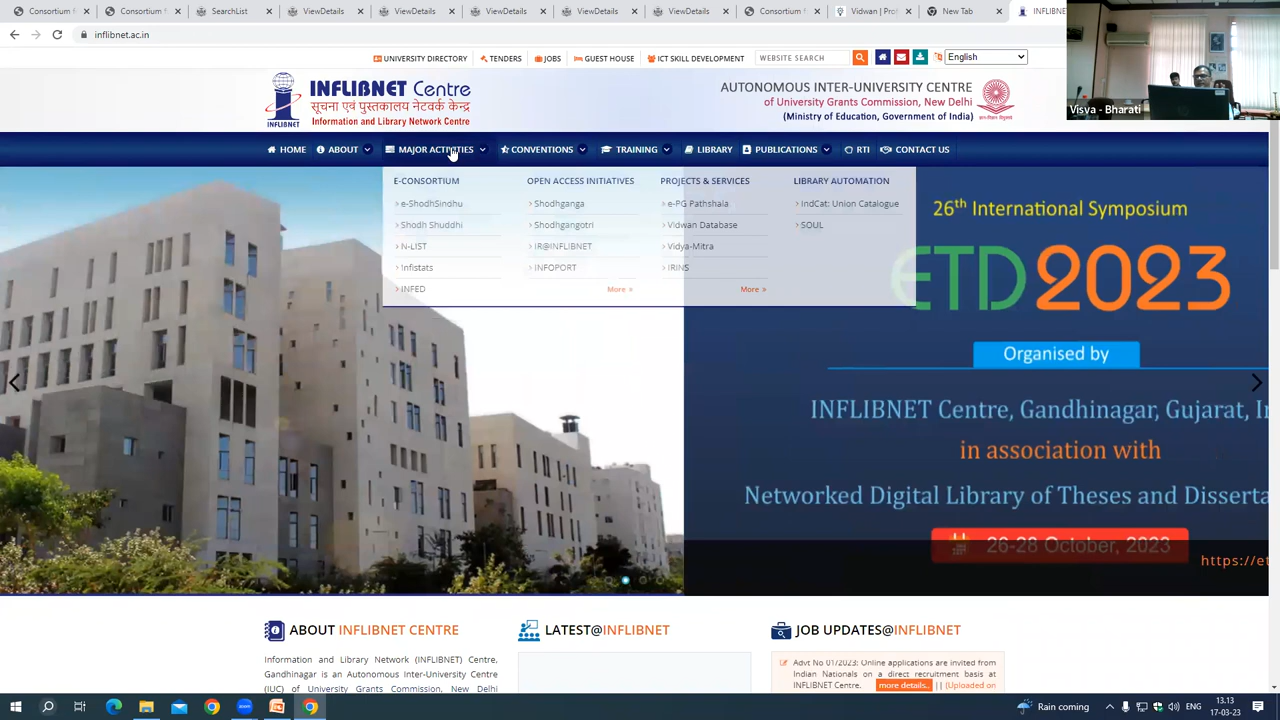 Consortium f
Consortium f
SearchList
ViewDetails
ViewDetails
ViewDetails
ViewDetails
ViewDetails
Consortium f
Vidwan | Pro
New Tab
INFLIBNE
inflibnet.ac.in
UNIVERSITY DIRECTORY
TENDERS
JOBS
GUEST HOUSE
ICT SKILL DEVELOPMENT
WEBSITE SEARCH
English
INFLIBNET Centre
सूचना एवं पुस्तकालय नेटवर्क केन्द्र
Information and Library Network Centre
INFLIBNET
AUTONOMOUS INTER-UNIVERSITY CENTRE
of University Grants Commission, New Delhi
(Ministry of Education, Government of India)
Visva - Bharati
HOME
ABOUT
MAJOR ACTIVITIES
CONVENTIONS
TRAINING
LIBRARY
PUBLICATIONS
RTI
CONTACT US
E-CONSORTIUM
> e-ShodhSindhu
> Shodh Shuddhi
> N-LIST
> Infistats
> INFED
OPEN ACCESS INITIATIVES
> Shodhganga
> Shodhgangotri
> IR@INFLIBNET
> INFOPORT
More »
PROJECTS & SERVICES
> e-PG Pathshala
> Vidwan Database
> Vidya-Mitra
> IRINS
More »
LIBRARY AUTOMATION
> IndCat: Union Catalogue
> SOUL
26th International Symposium
ETD2023
Organised by
INFLIBNET Centre, Gandhinagar, Gujarat, I
in association with
Networked Digital Library of Theses and Disserta
26-28 October, 2023
https://et
ABOUT INFLIBNET CENTRE
Information and Library Network (INFLIBNET) Centre,
Gandhinagar is an Autonomous Inter-University Centre
(IUC) of University Grants Commission, New Delhi
LATEST@INFLIBNET
JOB UPDATES@INFLIBNET
Advt No 01/2023: Online applications are invited from
Indian Nationals on a direct recruitment basis at
INFLIBNET Centre. more details.. || (Uploaded on
Rain coming
ENG
13.13
17-03-23